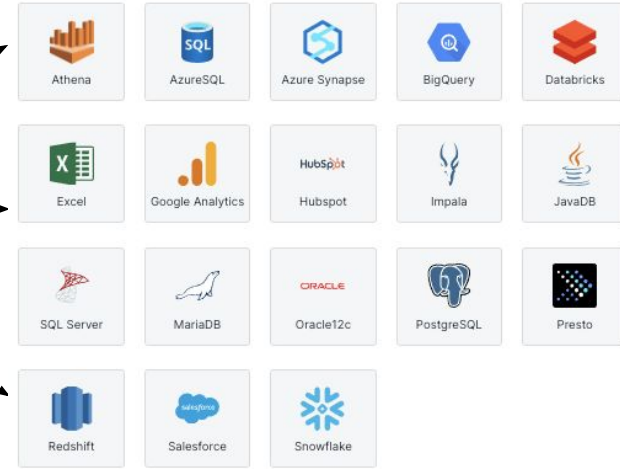 SQL
Athena
AzureSQL
Azure Synapse
BigQuery
Databricks
X
HubSpot
Excel
Google Analytics
Hubspot
Impala
JavaDB
ORACLE
SQL Server
MariaDB
Oracle12c
PostgreSQL
Presto
salesforce
Redshift
Salesforce
Snowflake